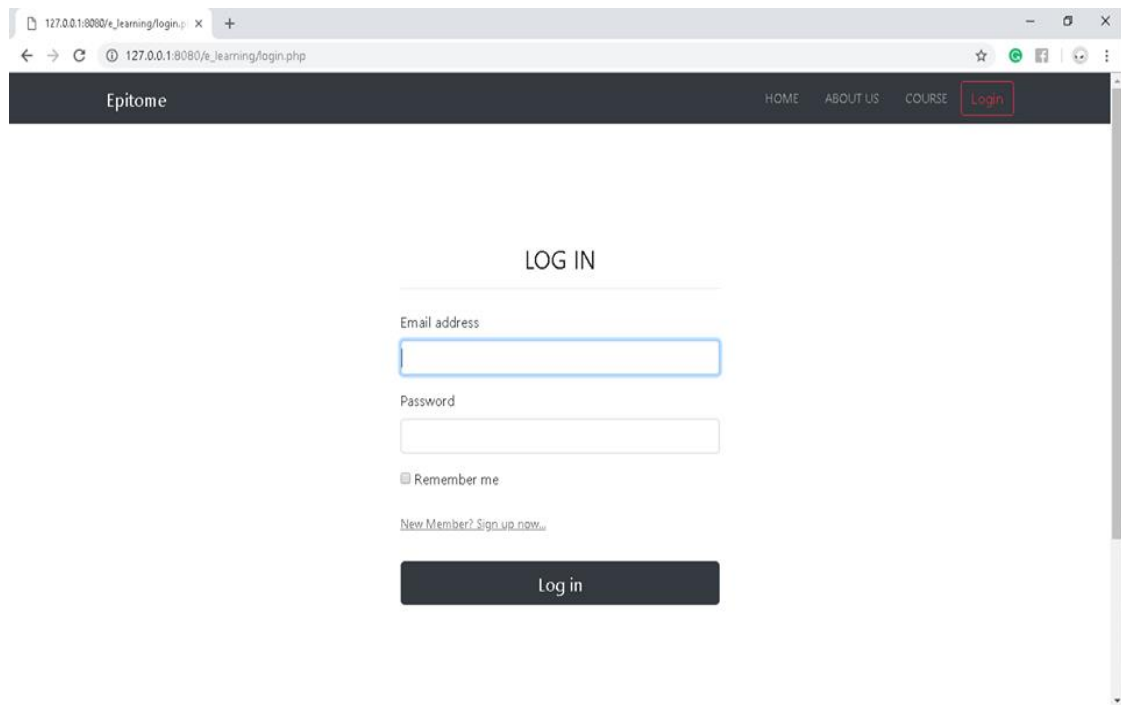 127.0.0.1:8080/e_learning/login.p
127.0.0.1:8080/e_learning/login.php
Epitome
HOME ABOUT US COURSE Login
LOG IN
Email address
Password
Remember me
New Member? Sign up now...
Log in